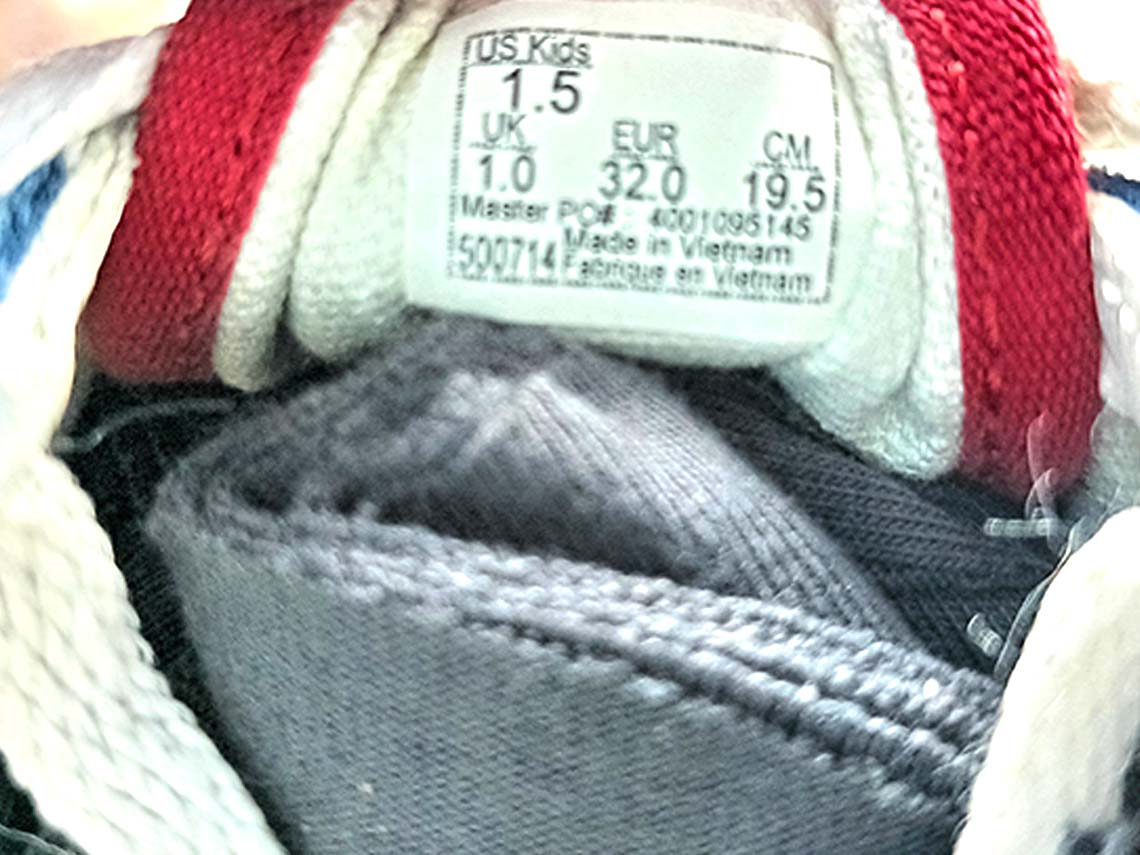 US Kids
1.5
UK EUR CM
1.0 32.0 19.5
Master PO# : 4001095145
500714 Made in Vietnam
Fabrique en Vietnam